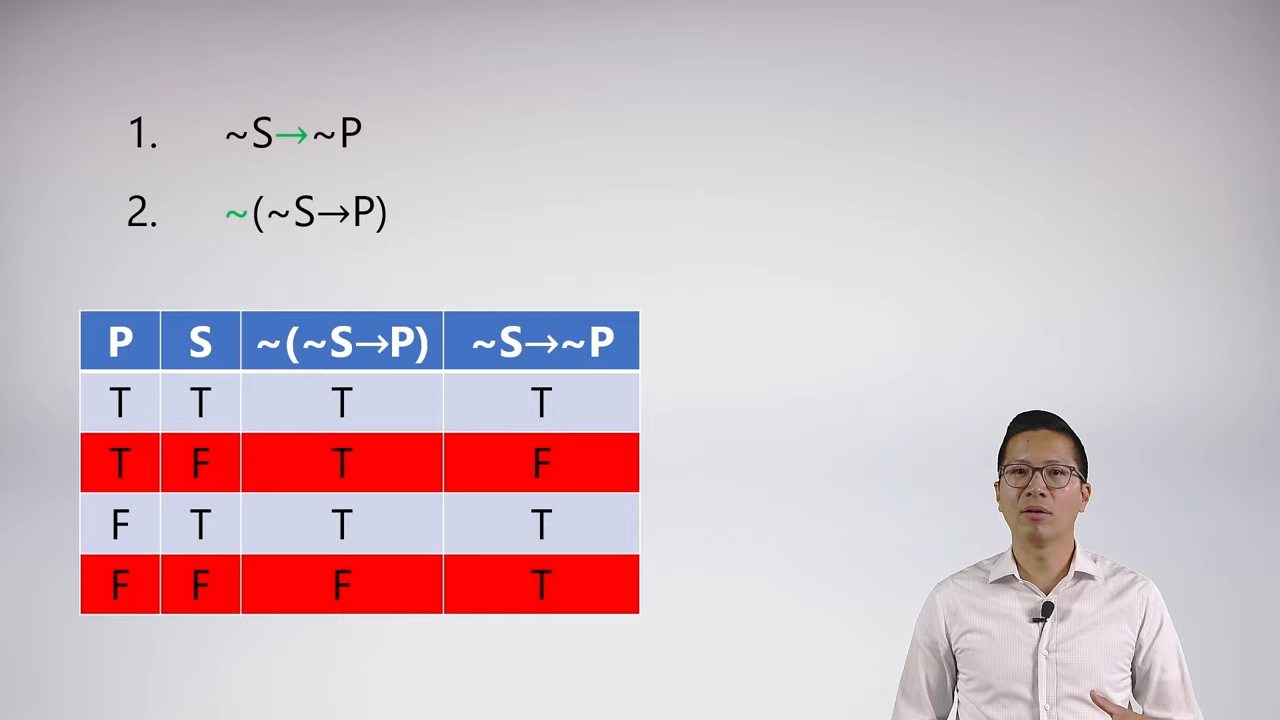 1. ~S→~P
2. ~(~S→P)
P S ~(~S→P) ~S→~P
T T T T
T F T F
F T T T
F F F T